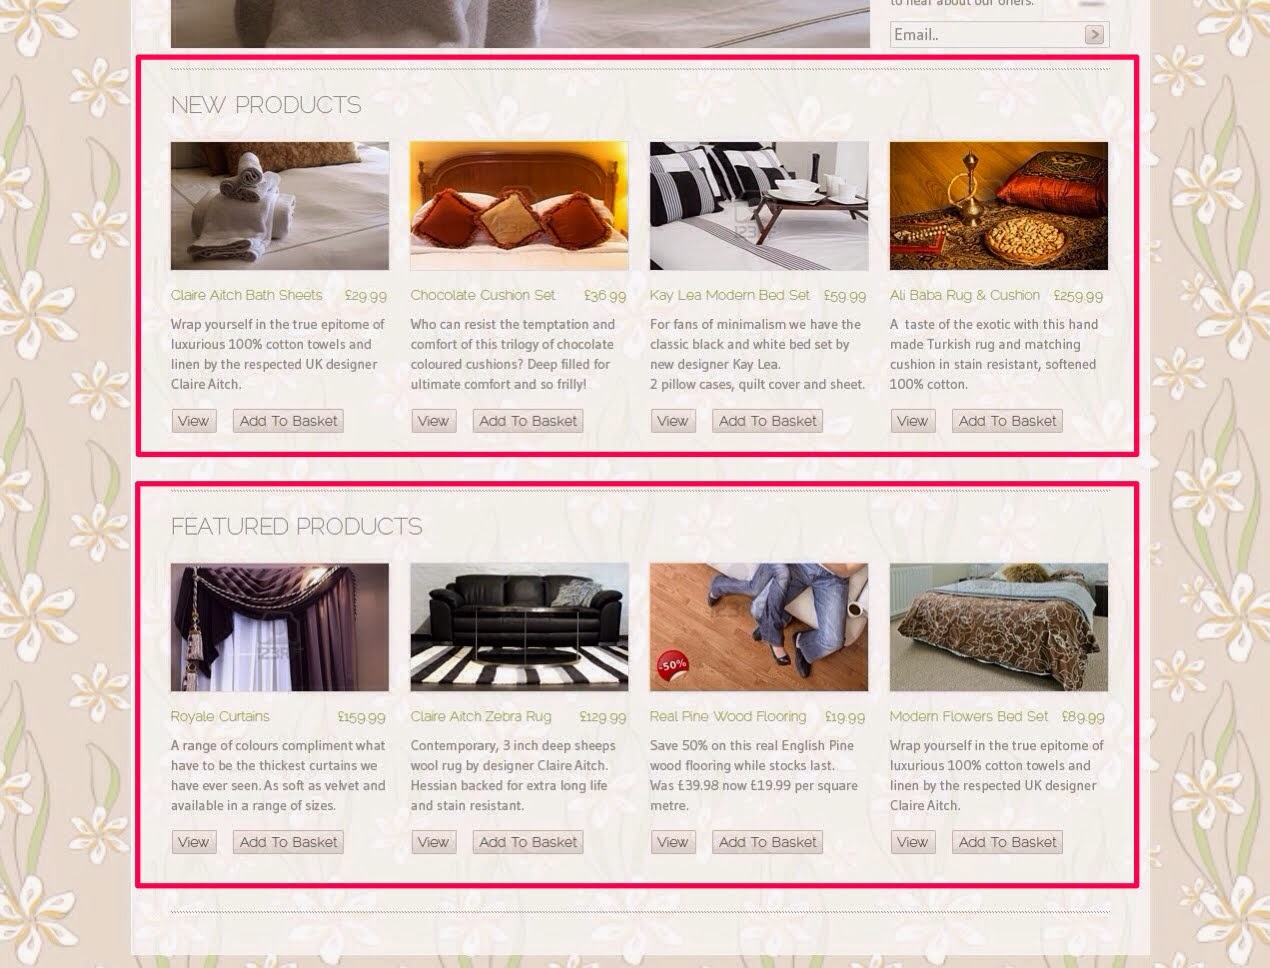 to hear about our offers.
Email..
>
NEW PRODUCTS
Claire Aitch Bath Sheets £29.99
Wrap yourself in the true epitome of
luxurious 100% cotton towels and
linen by the respected UK designer
Claire Aitch.
View Add To Basket
Chocolate Cushion Set £36.99
Who can resist the temptation and
comfort of this trilogy of chocolate
coloured cushions? Deep filled for
ultimate comfort and so frilly!
View Add To Basket
Kay Lea Modern Bed Set £59.99
For fans of minimalism we have the
classic black and white bed set by
new designer Kay Lea.
2 pillow cases, quilt cover and sheet.
View Add To Basket
Ali Baba Rug & Cushion £259.99
A taste of the exotic with this hand
made Turkish rug and matching
cushion in stain resistant, softened
100% cotton.
View Add To Basket
FEATURED PRODUCTS
Royale Curtains £159.99
A range of colours compliment what
have to be the thickest curtains we
have ever seen. As soft as velvet and
available in a range of sizes.
View Add To Basket
Claire Aitch Zebra Rug £129.99
Contemporary, 3 inch deep sheeps
wool rug by designer Claire Aitch.
Hessian backed for extra long life
and stain resistant.
View Add To Basket
-50%
Real Pine Wood Flooring £19.99
Save 50% on this real English Pine
wood flooring while stocks last.
Was £39.98 now £19.99 per square
metre.
View Add To Basket
Modern Flowers Bed Set £89.99
Wrap yourself in the true epitome of
luxurious 100% cotton towels and
linen by the respected UK designer
Claire Aitch.
View Add To Basket